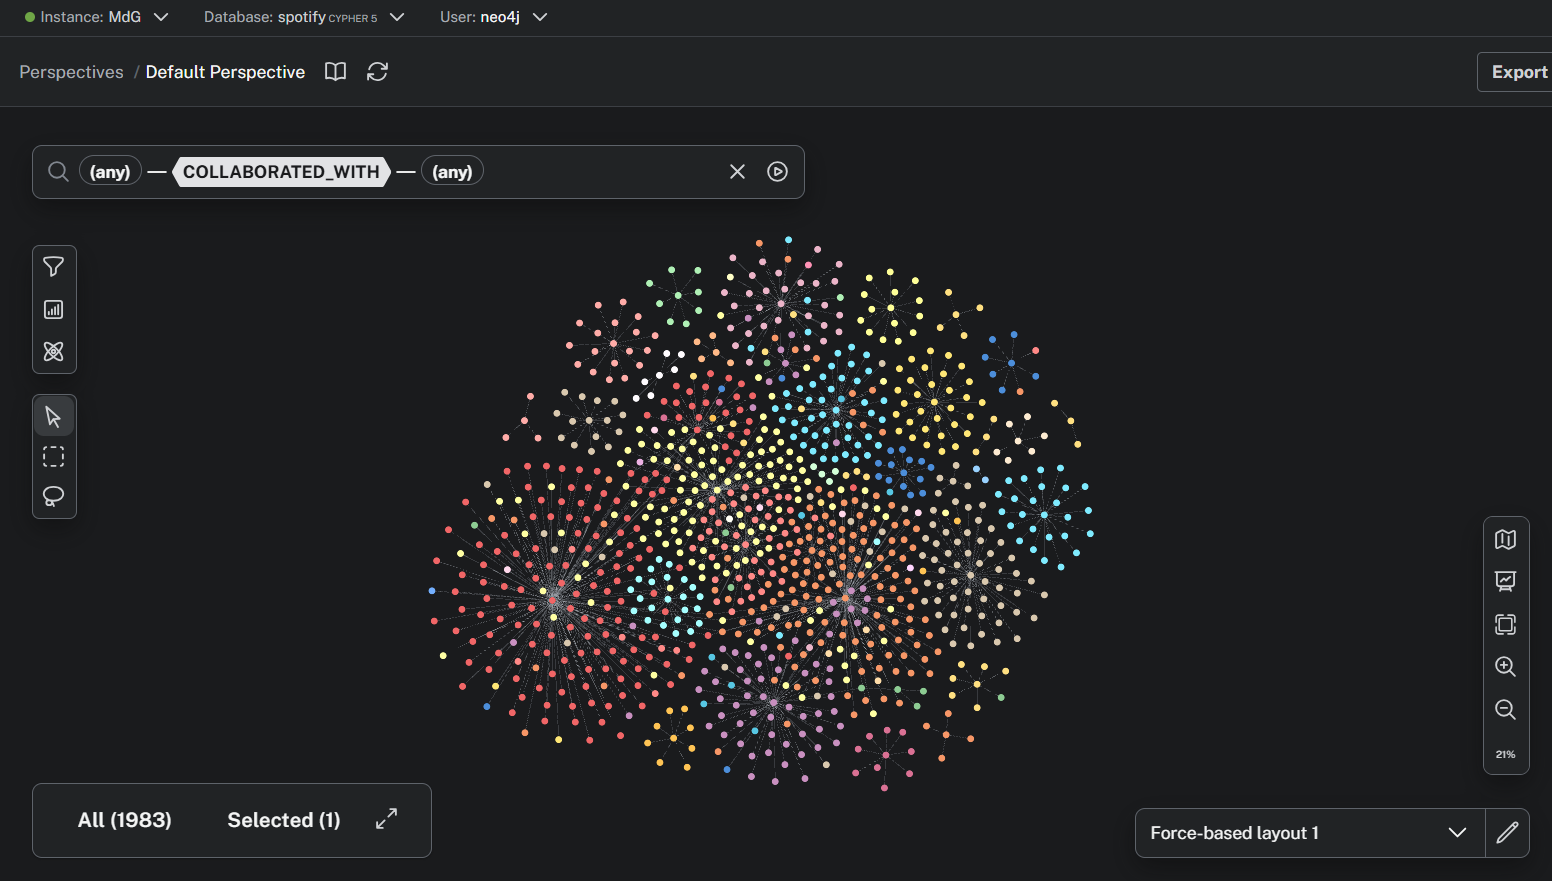 Instance: MdG Database: spotify CYPHER 5 User: neo4j
Perspectives / Default Perspective Export
(any) COLLABORATED_WITH (any)
21%
All (1983) Selected (1)
Force-based layout 1